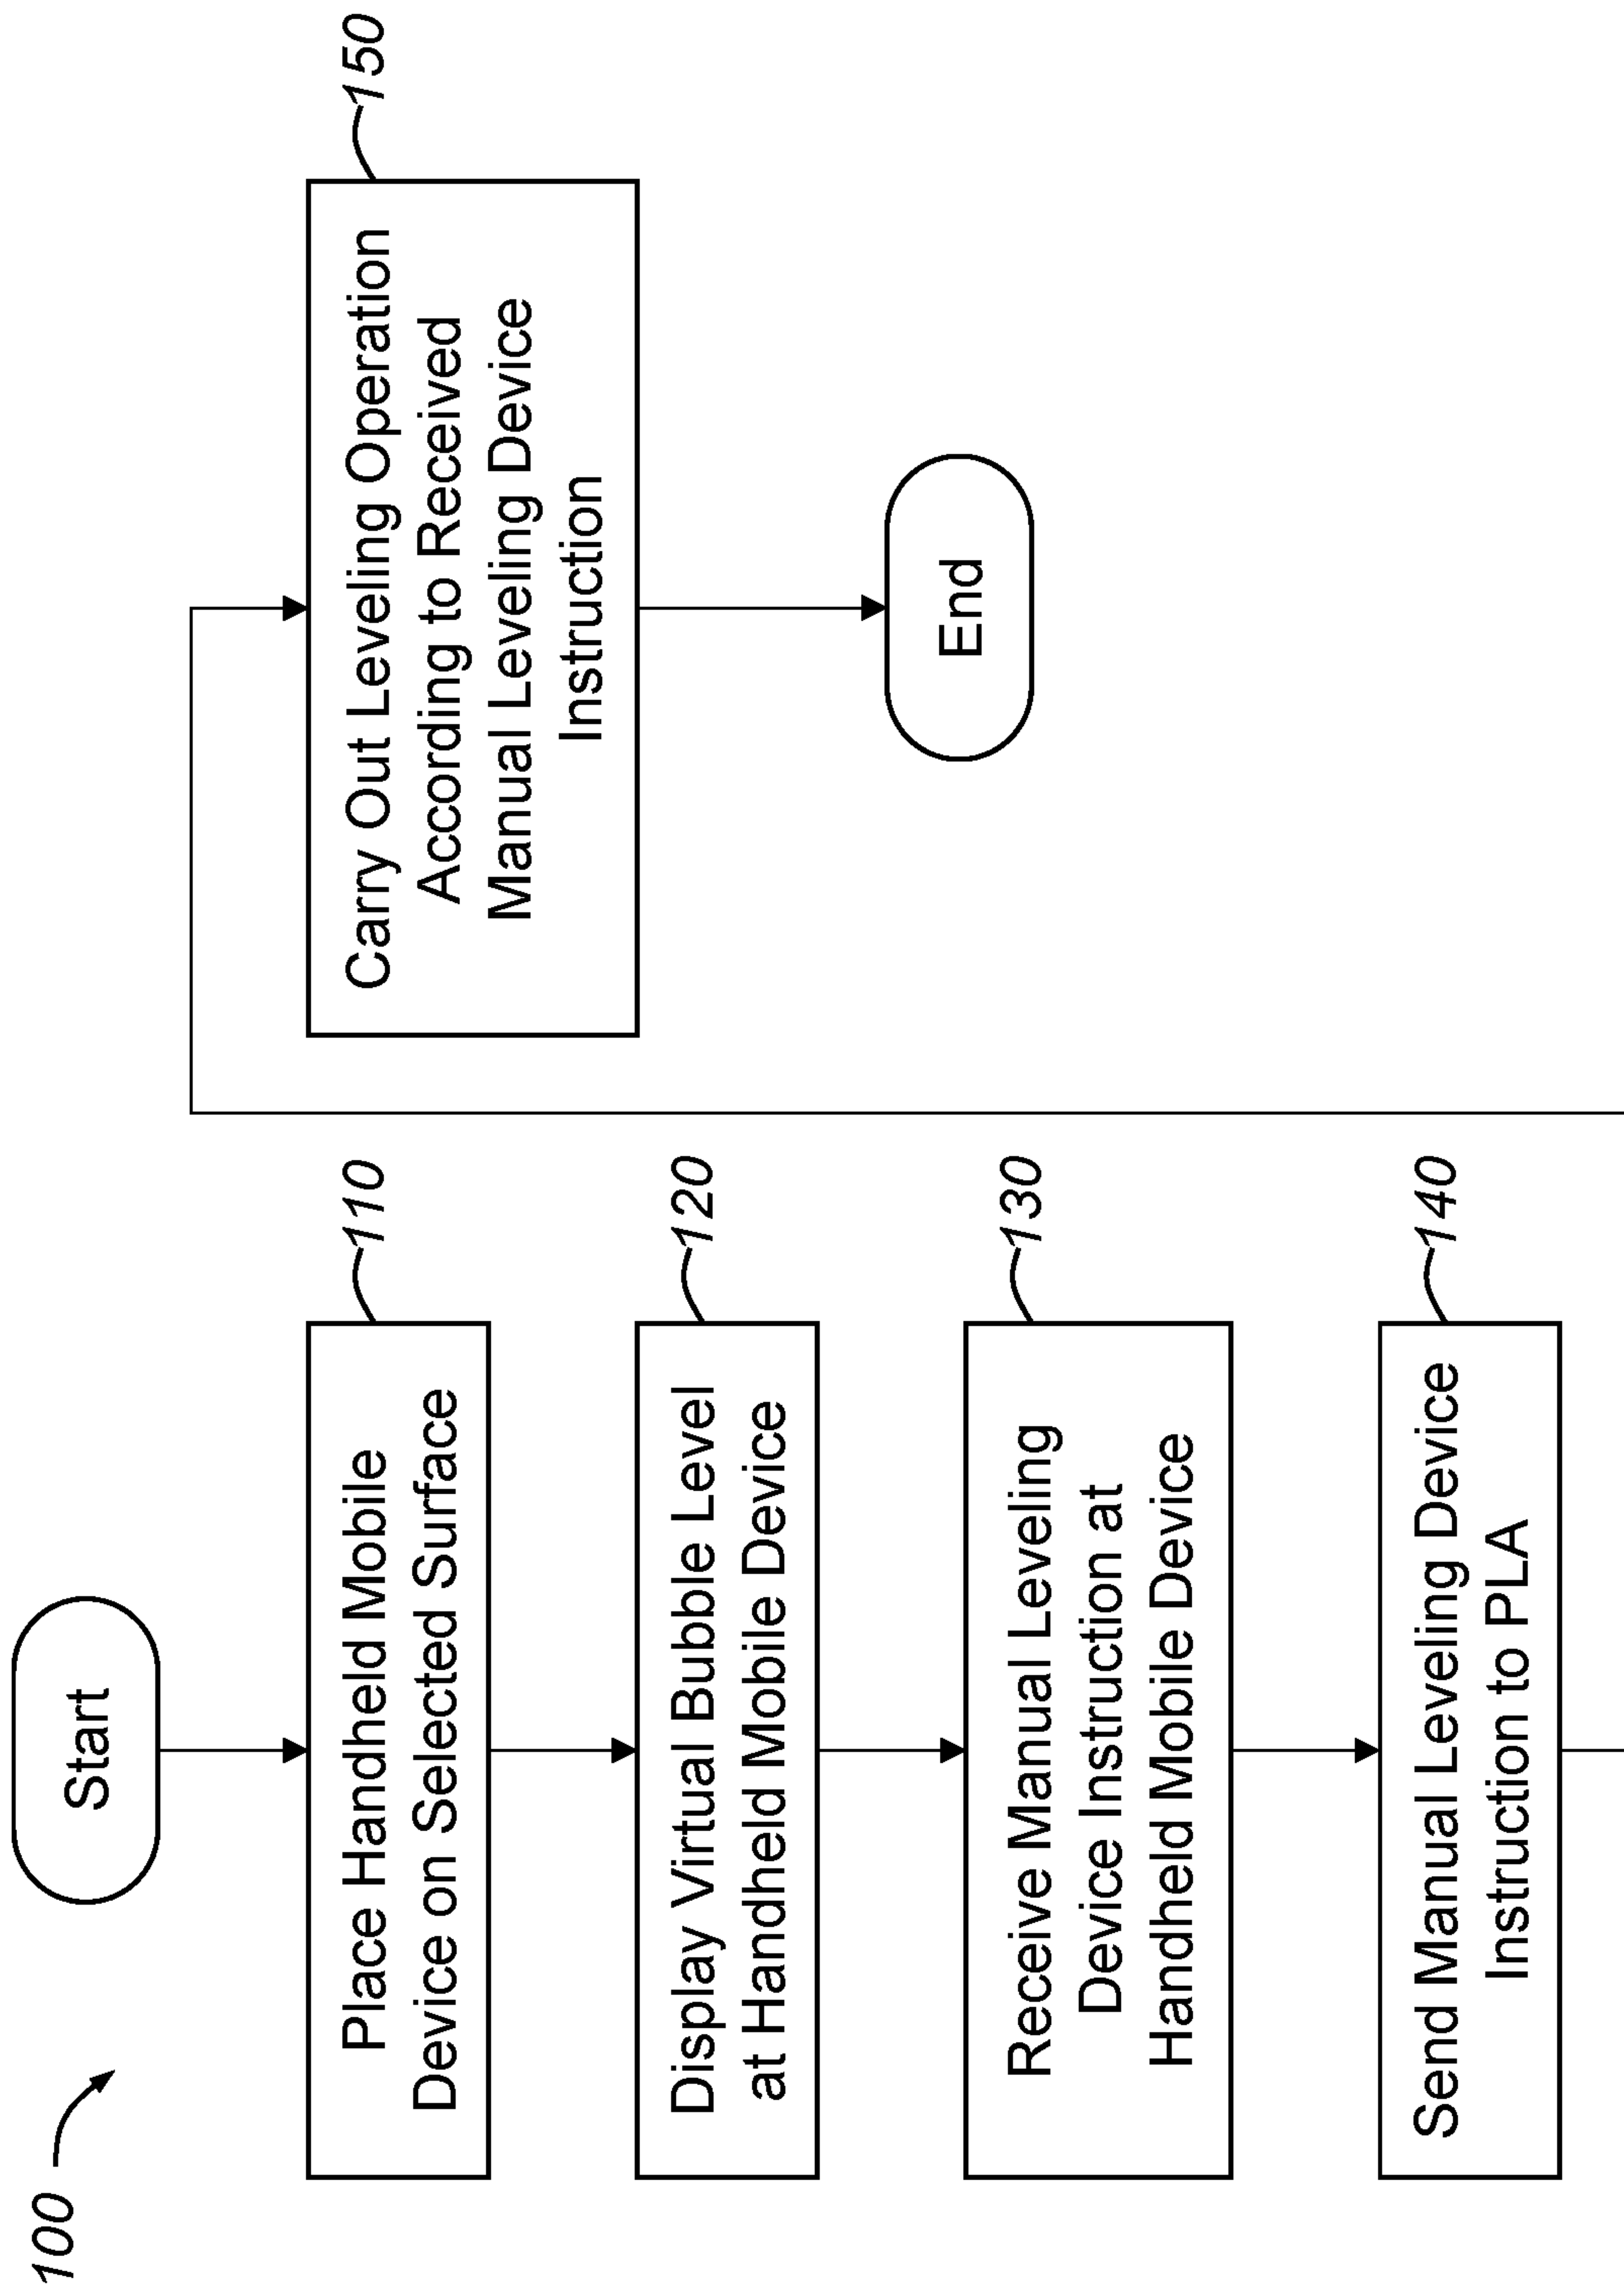 100
Start
110
Place Handheld Mobile
Device on Selected Surface
120
Display Virtual Bubble Level
at Handheld Mobile Device
130
Receive Manual Leveling
Device Instruction at
Handheld Mobile Device
140
Send Manual Leveling Device
Instruction to PLA
150
Carry Out Leveling Operation
According to Received
Manual Leveling Device
Instruction
End